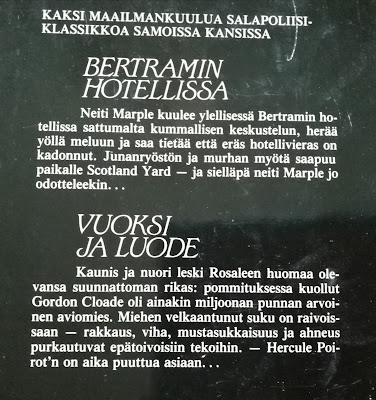 KAKSI MAAILMANKUULUA SALAPOLIISI-
KLASSIKKOA SAMOISSA KANSISSA
BERTRAMIN
HOTELLISSA
Neiti Marple kuulee ylellisessä Bertramin ho-
tellissa sattumalta kummallisen keskustelun, herää
yöllä meluun ja saa tietää että eräs hotellivieras on
kadonnut. Junanryöstön ja murhan myötä saapuu
paikalle Scotland Yard — ja sielläpä neiti Marple jo
odotteleekin...
VUOKSI
JA LUODE
Kaunis ja nuori leski Rosaleen huomaa ole-
vansa suunnattoman rikas: pommituksessa kuollut
Gordon Cloade oli ainakin miljoonan punnan arvoi-
nen aviomies. Miehen velkaantunut suku on raivois-
saan — rakkaus, viha, mustasukkaisuus ja ahneus
purkautuvat epätoivoisiin tekoihin. — Hercule Poi-
rot'n on aika puuttua asiaan...